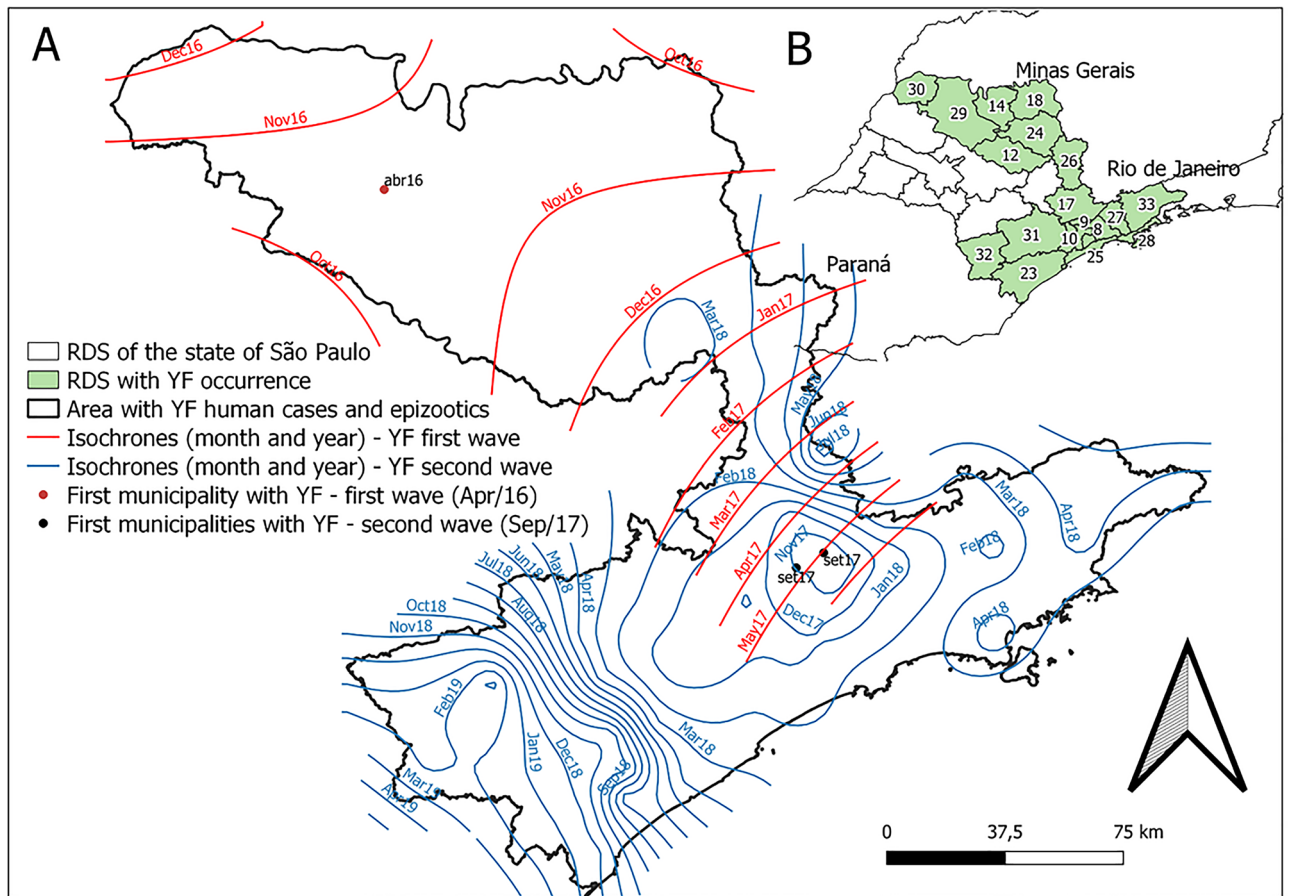 A
B
Dec16
Oct16
Nov16
abr16
Nov16
Oct16
Dec16
Mar18
Jan17
Paraná
Minas Gerais
Rio de Janeiro
30
29
14
18
24
12
26
17
33
9
27
8
31
10
28
25
32
23
RDS of the state of São Paulo
RDS with YF occurrence
Area with YF human cases and epizootics
Isochrones (month and year) - YF first wave
Isochrones (month and year) - YF second wave
First municipality with YF - first wave (Apr/16)
First municipalities with YF - second wave (Sep/17)
May18
Jun18
Feb17
Feb18
Mar17
Mar18
Apr18
Nov17
Feb18
set17
set17
Apr17
Jan18
Dec17
May17
Apr18
Jul18
Jun18
May18
Apr18
Aug18
Oct18
Nov18
Feb19
Jan19
Dec18
Sep18
Mar18
Mar19
Apr19
0
37,5
75 km